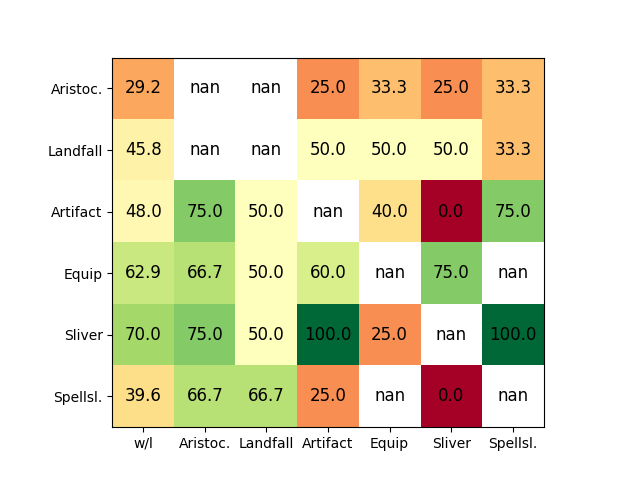 Aristoc. 29.2 nan nan 25.0 33.3 25.0 33.3
Landfall 45.8 nan nan 50.0 50.0 50.0 33.3
Artifact 48.0 75.0 50.0 nan 40.0 0.0 75.0
Equip 62.9 66.7 50.0 60.0 nan 75.0 nan
Sliver 70.0 75.0 50.0 100.0 25.0 nan 100.0
Spellsl. 39.6 66.7 66.7 25.0 nan 0.0 nan
w/l Aristoc. Landfall Artifact Equip Sliver Spellsl.